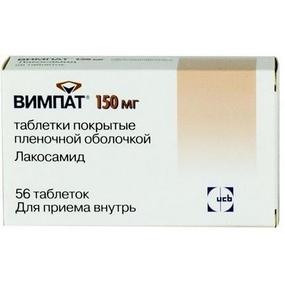 ВИМПАТ® 150 мг
таблетки покрытые
пленочной оболочкой
Лакосамид
56 таблеток
Для приема внутрь
ucb